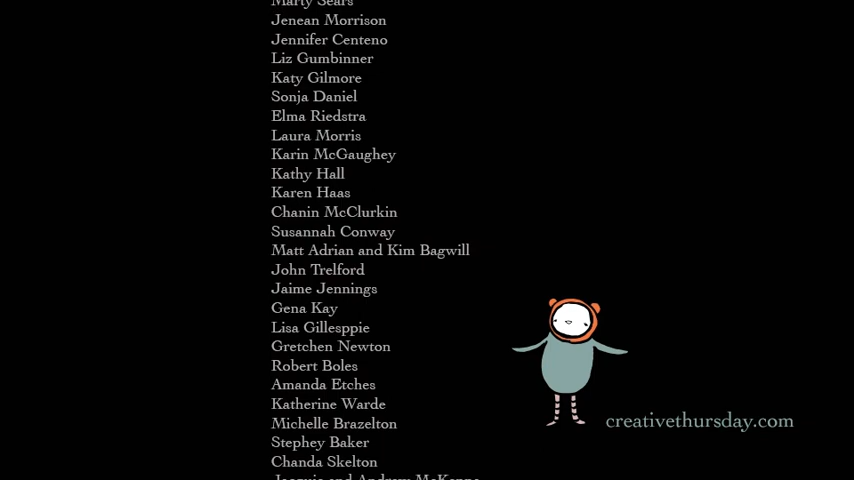 Marty Sears
Jenean Morrison
Jennifer Centeno
Liz Gumbinner
Katy Gilmore
Sonja Daniel
Elma Riedstra
Laura Morris
Karin McGaughey
Kathy Hall
Karen Haas
Chanin McClurkin
Susannah Conway
Matt Adrian and Kim Bagwill
John Trelford
Jaime Jennings
Gena Kay
Lisa Gillesppie
Gretchen Newton
Robert Boles
Amanda Etches
Katherine Warde
creativethursday.com
Michelle Brazelton
Stephey Baker
Chanda Skelton
and Andrew